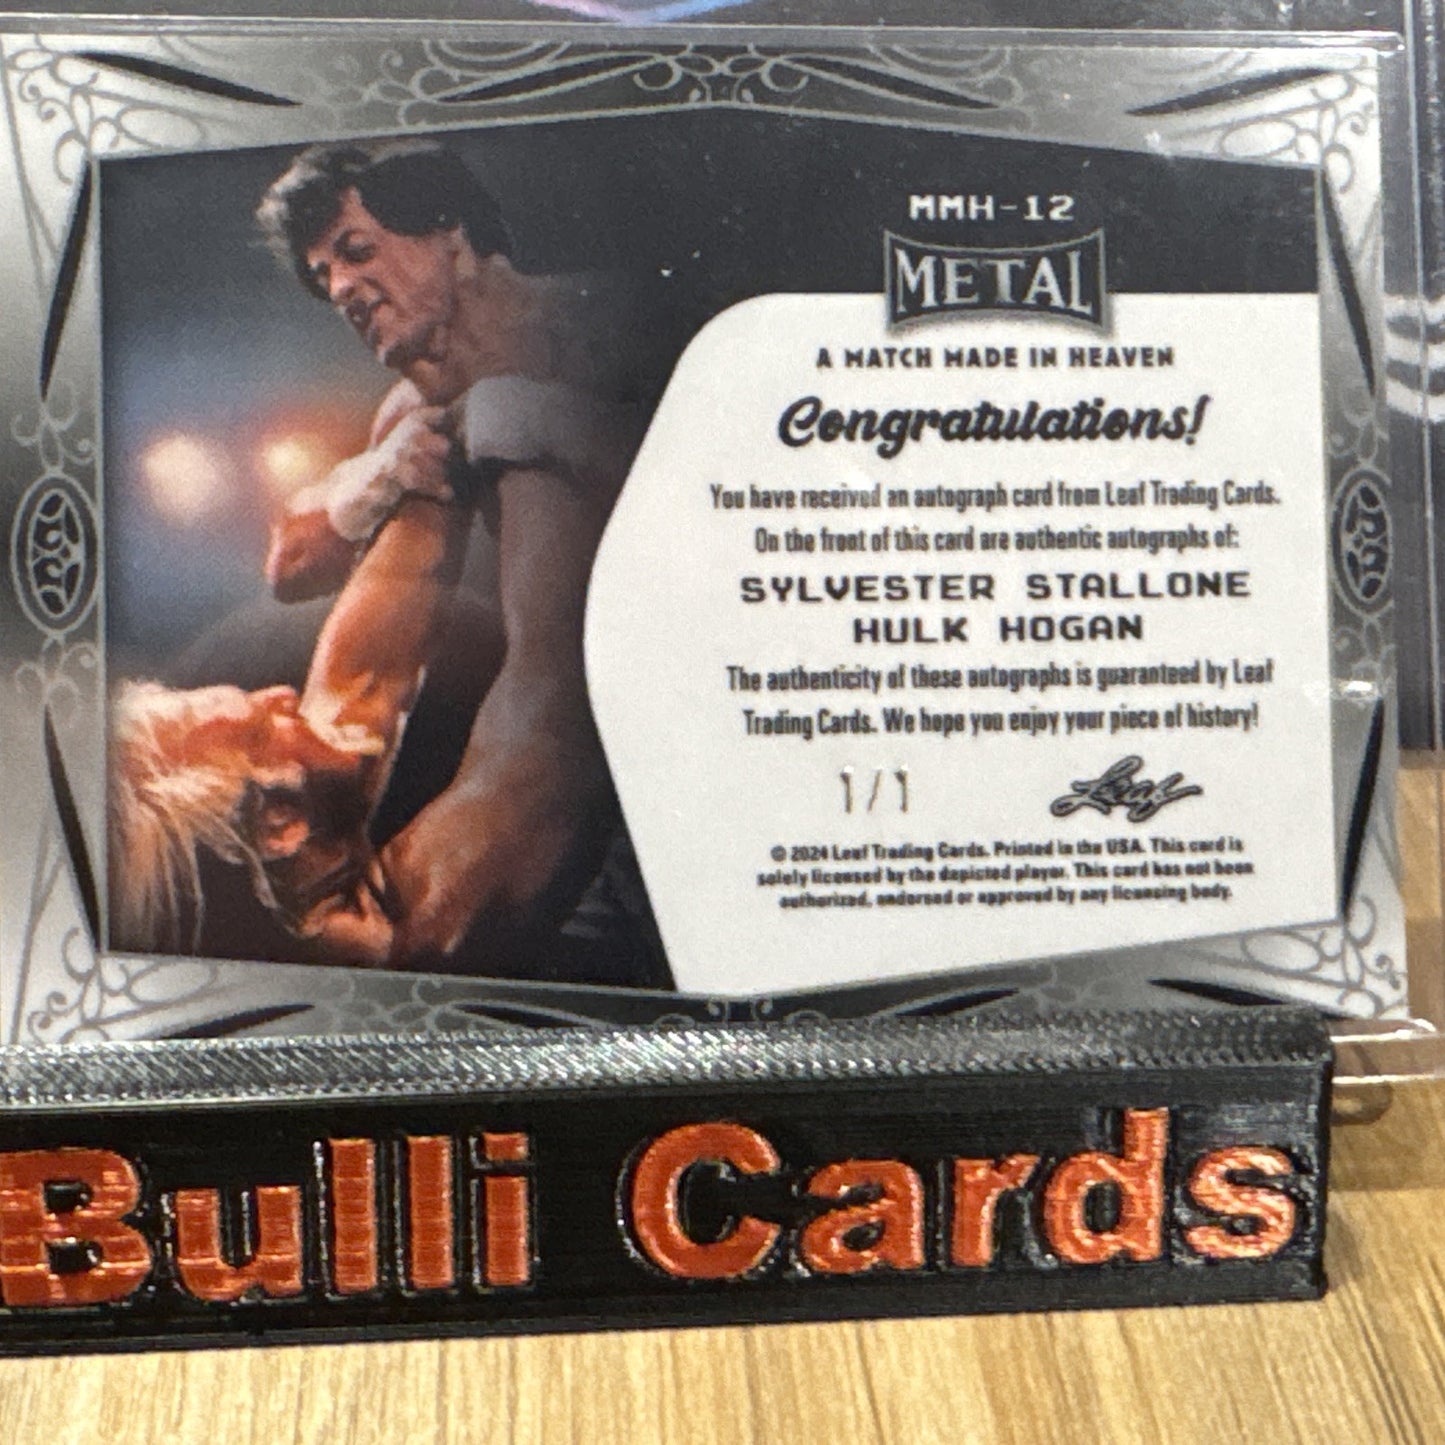 MMH-12
METAL
A MATCH MADE IN HEAVEN
Congratulations!
You have received an autograph card from Leaf Trading Cards.
On the front of this card are authentic autographs of:
SYLVESTER STALLONE
HULK HOGAN
The authenticity of these autographs is guaranteed by Leaf
Trading Cards. We hope you enjoy your piece of history!
1/1
Leaf
© 2024 Leaf Trading Cards. Printed in the USA. This card is
solely licensed by the depicted player. This card has not been
authorized, endorsed or approved by any licensing body.
Bulli Cards